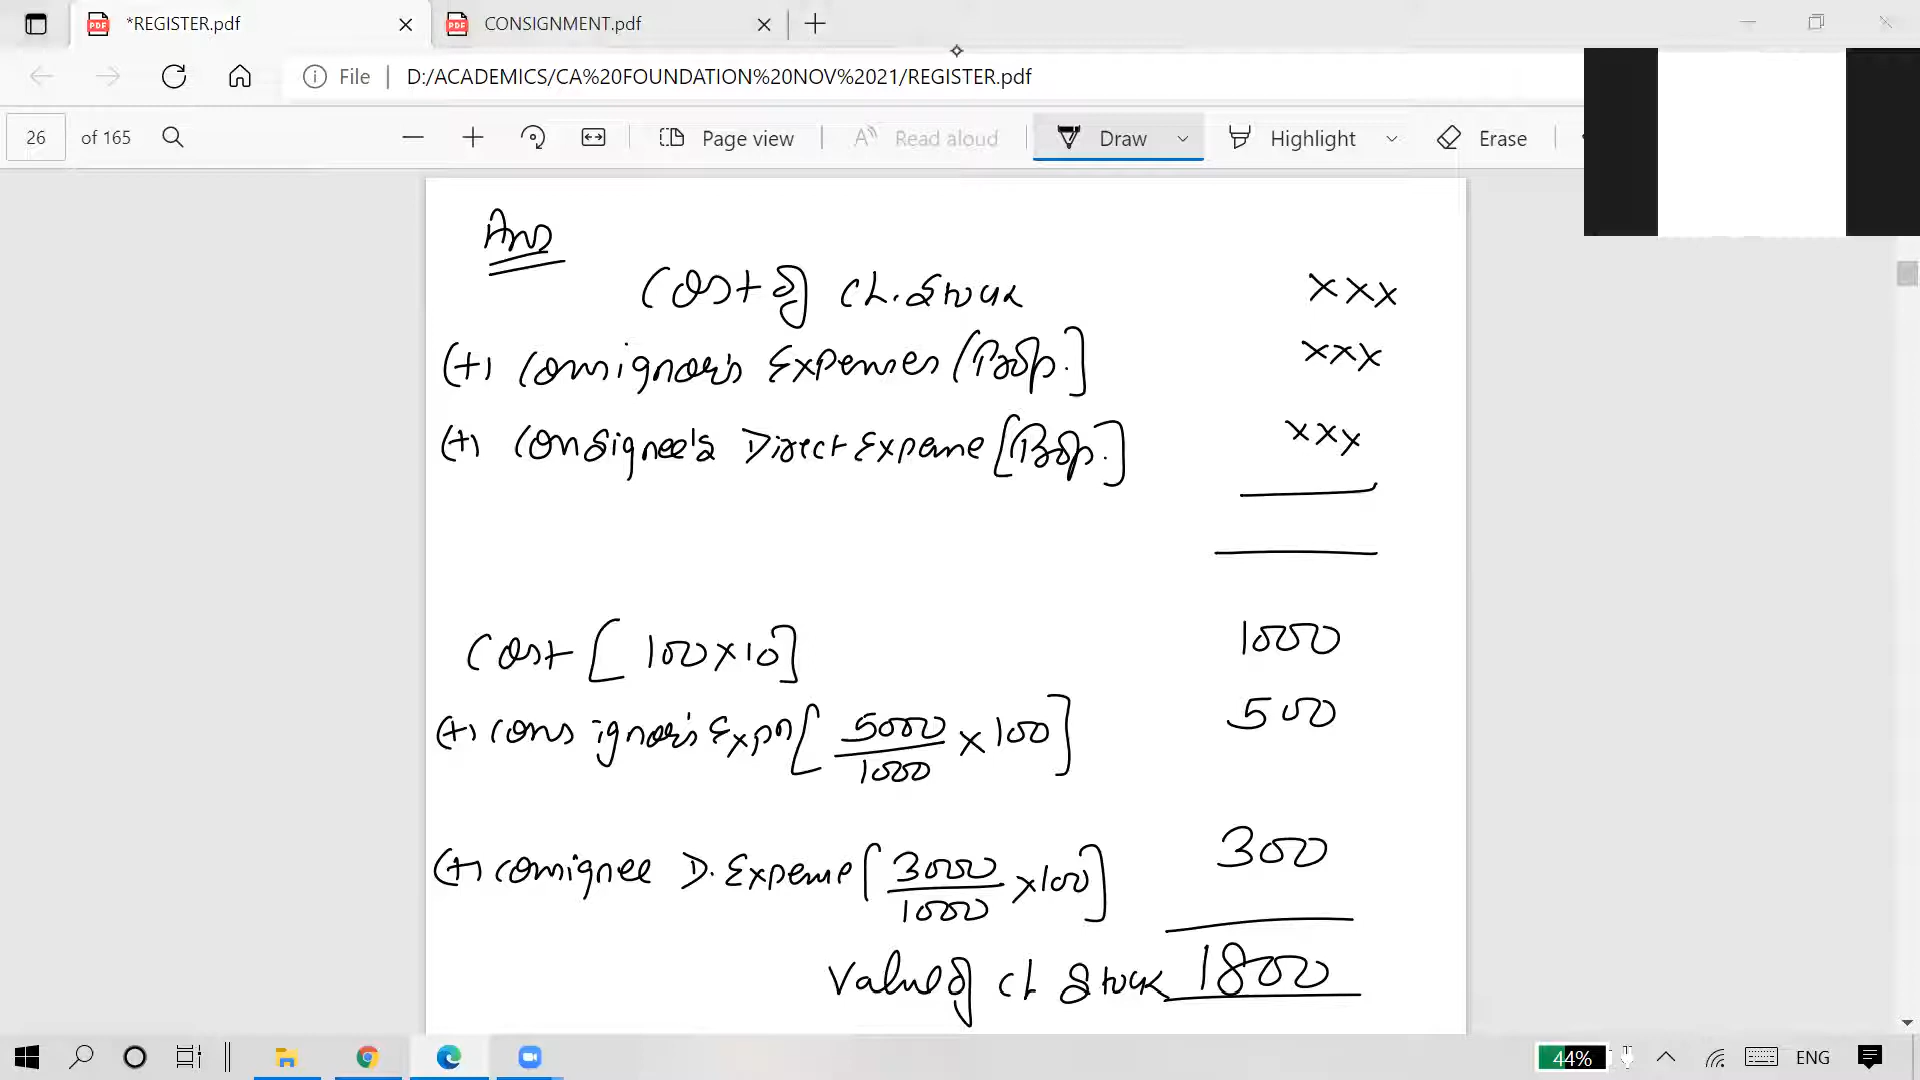 *REGISTER.pdf
CONSIGNMENT.pdf
File
D:/ACADEMICS/CA%20FOUNDATION%20NOV%2021/REGISTER.pdf
26 of 165
Page view
Read aloud
Draw
Highlight
Erase
Ans
Cost of cl. Stock xxx
(+) Consignor's Expenses [Prop.] xxx
(+) Consignee's Direct Expense [Prop.] xxx
Cost [100×10] 1000
(+) Consignor's Expn [5000/1000 × 100] 500
(+) Consignee D. Expense [3000/1000 ×100] 300
Value of cl Stock 1800
44%
ENG